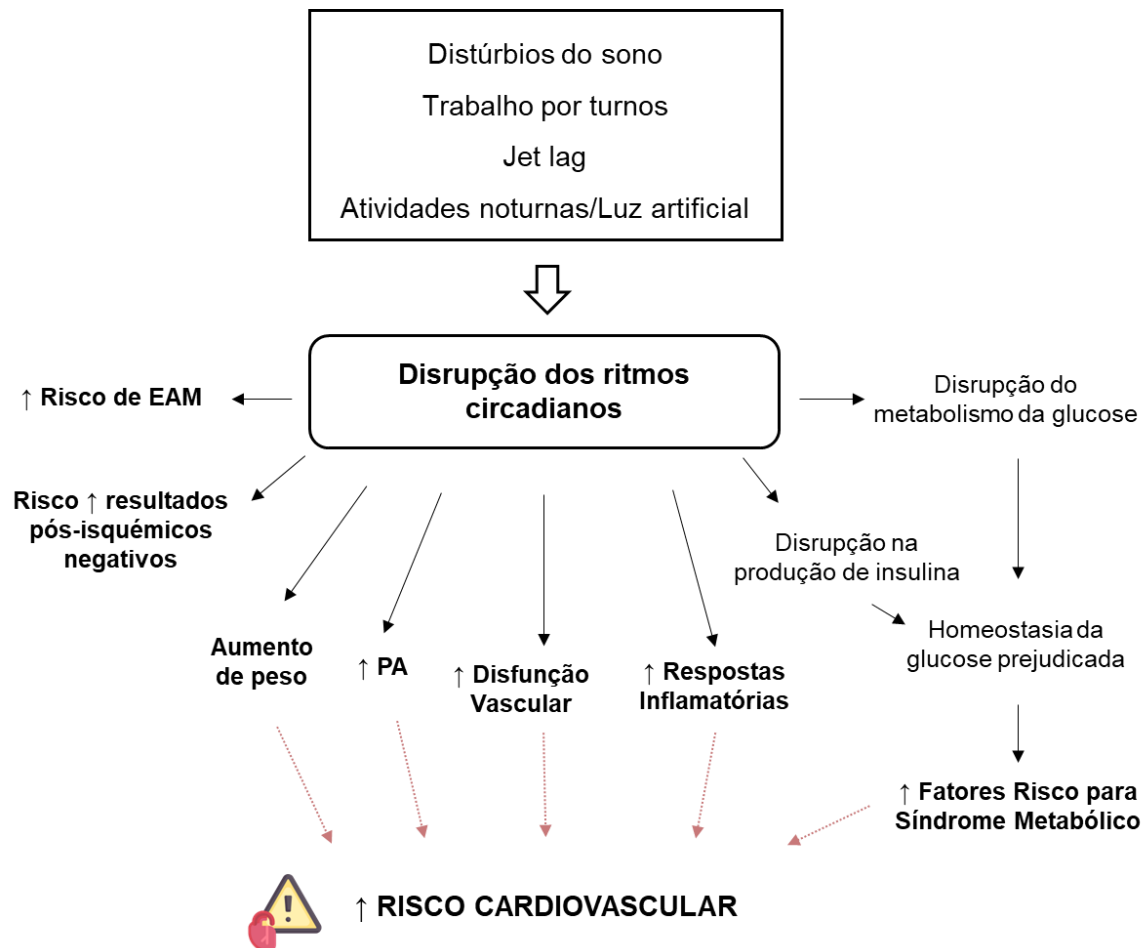 Distúrbios do sono
Trabalho por turnos
Jet lag
Atividades noturnas/Luz artificial
Disrupção dos ritmos
circadianos
↑ Risco de EAM
Disrupção do
metabolismo da glucose
Risco ↑ resultados
pós-isquémicos
negativos
Disrupção na
produção de insulina
Aumento
de peso
↑ PA
↑ Disfunção
Vascular
↑ Respostas
Inflamatórias
Homeostasia da
glucose prejudicada
↑ Fatores Risco para
Síndrome Metabólico
↑ RISCO CARDIOVASCULAR